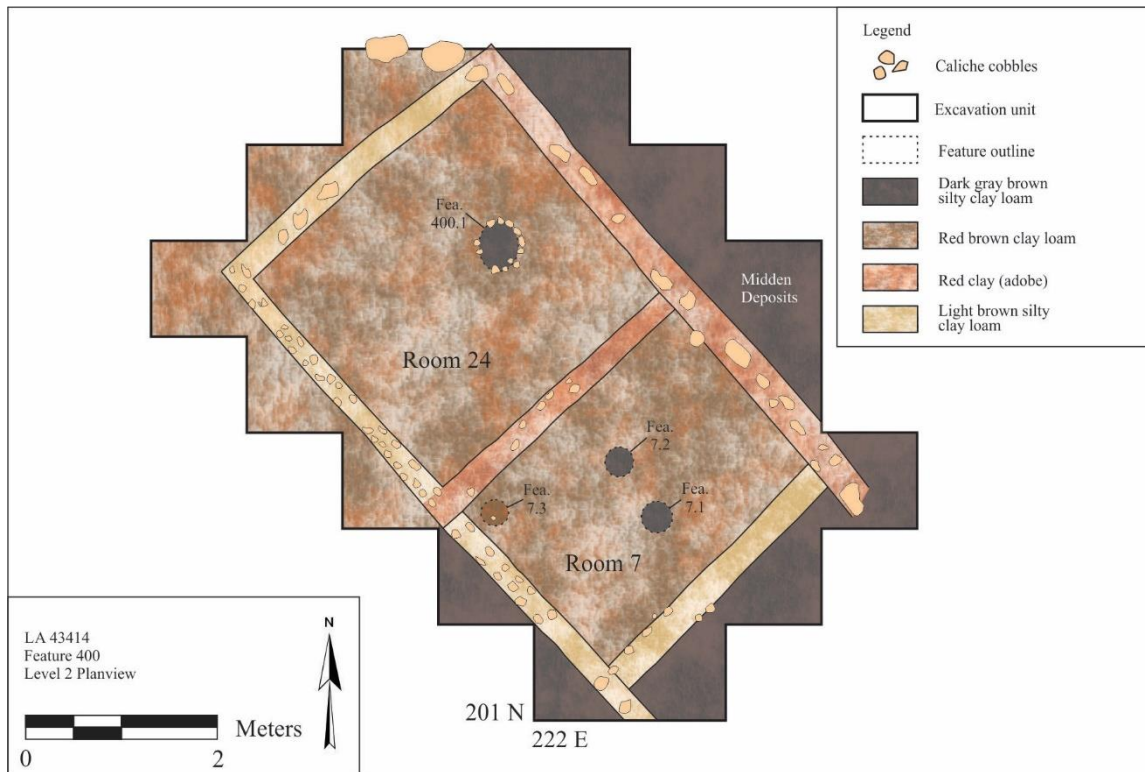 Legend
Caliche cobbles
Excavation unit
Feature outline
Dark gray brown
silty clay loam
Red brown clay loam
Red clay (adobe)
Light brown silty
clay loam
Fea.
400.1
Midden
Deposits
Room 24
Fea.
7.2
Fea.
7.3
Fea.
7.1
Room 7
LA 43414
Feature 400
Level 2 Planview
N
Meters
0
2
201 N
222 E